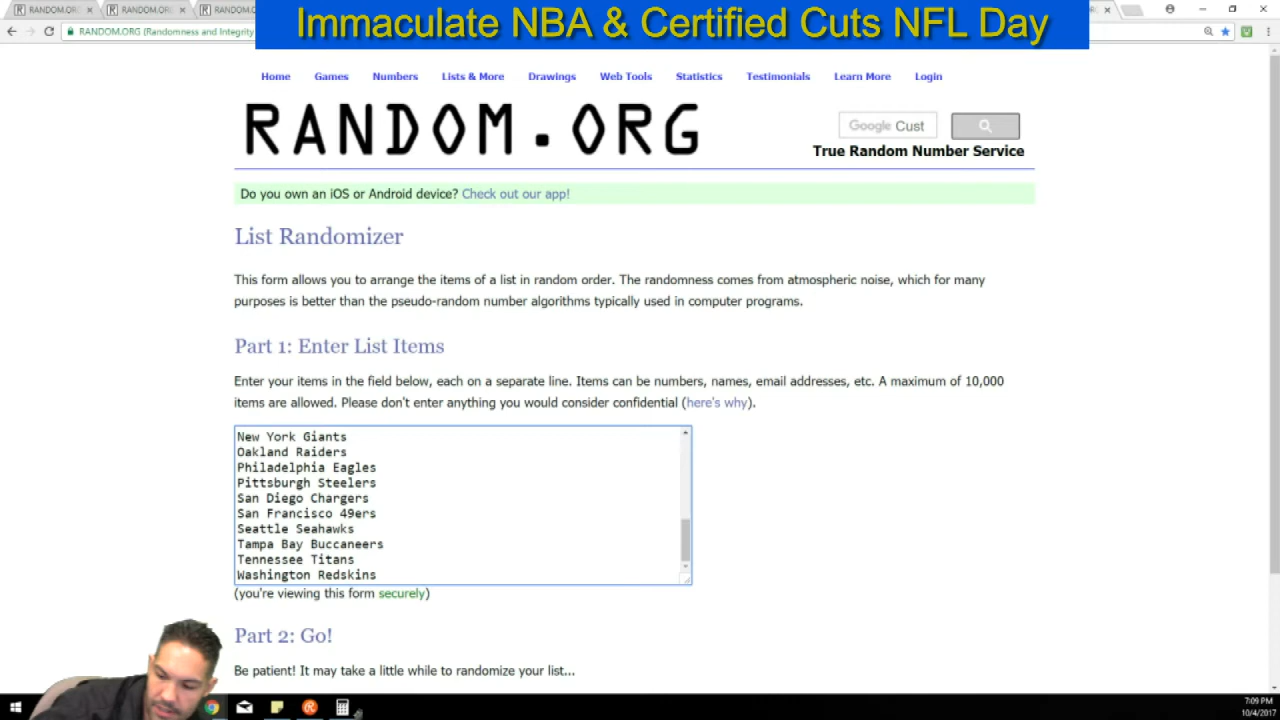 RANDOM.ORG
RANDOM.ORG
RANDOM.ORG
Immaculate NBA & Certified Cuts NFL Day
RANDOM.ORG (Randomness and Integrity
Home Games Numbers Lists & More Drawings Web Tools Statistics Testimonials Learn More Login
RANDOM.ORG
Google Cust
True Random Number Service
Do you own an iOS or Android device? Check out our app!
List Randomizer
This form allows you to arrange the items of a list in random order. The randomness comes from atmospheric noise, which for many
purposes is better than the pseudo-random number algorithms typically used in computer programs.
Part 1: Enter List Items
Enter your items in the field below, each on a separate line. Items can be numbers, names, email addresses, etc. A maximum of 10,000
items are allowed. Please don't enter anything you would consider confidential (here's why).
New York Giants
Oakland Raiders
Philadelphia Eagles
Pittsburgh Steelers
San Diego Chargers
San Francisco 49ers
Seattle Seahawks
Tampa Bay Buccaneers
Tennessee Titans
Washington Redskins
(you're viewing this form securely)
Part 2: Go!
Be patient! It may take a little while to randomize your list...
7:09 PM
10/4/2017